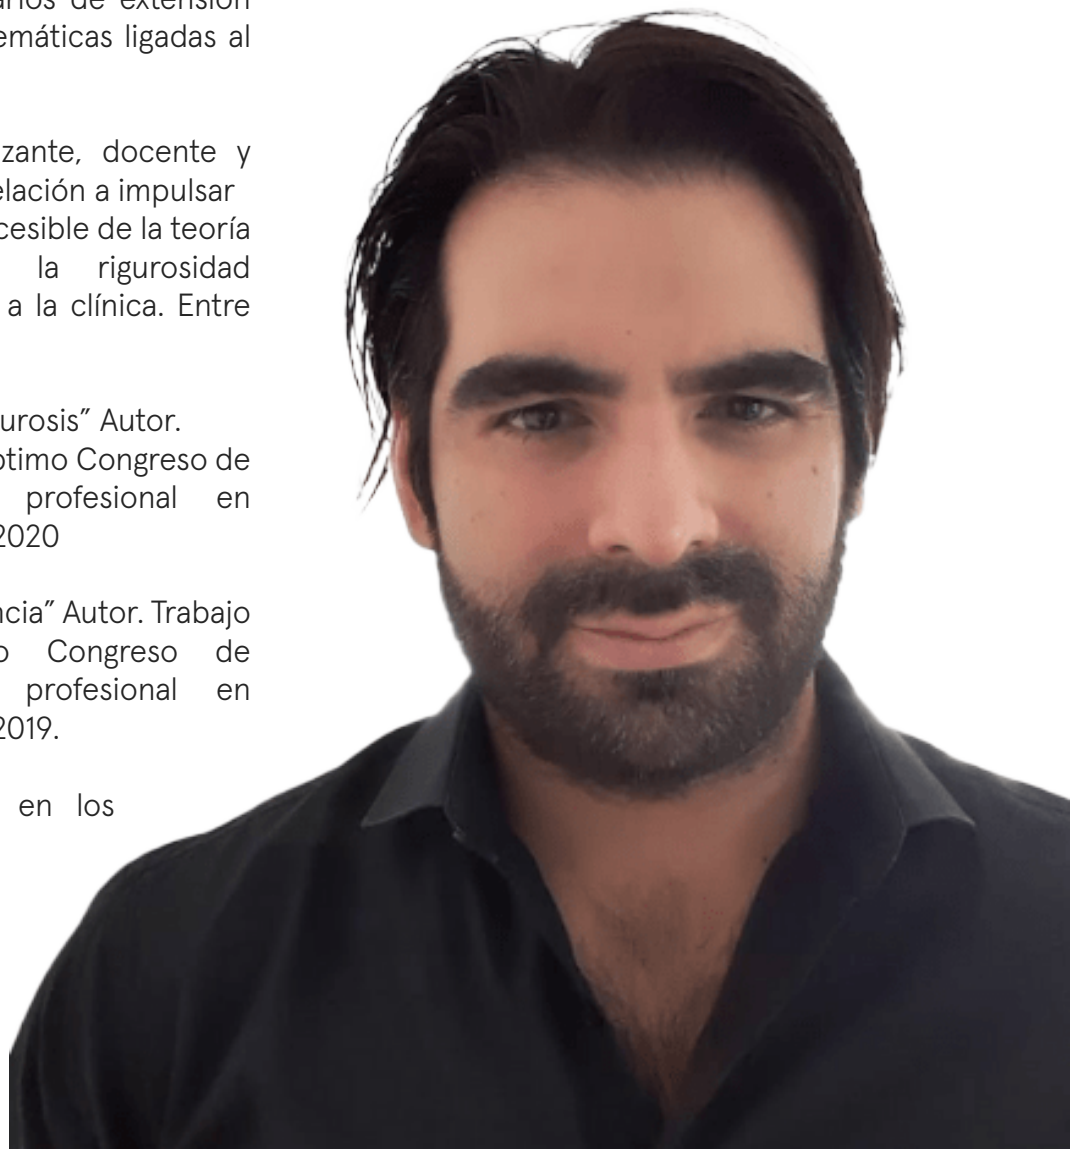 arios de extensión
emáticas ligadas al
zante, docente y
elación a impulsar
cesible de la teoría
la rigurosidad
a la clínica. Entre
urosis” Autor.
ptimo Congreso de
profesional en
2020
ncia” Autor. Trabajo
o Congreso de
profesional en
2019.
en los